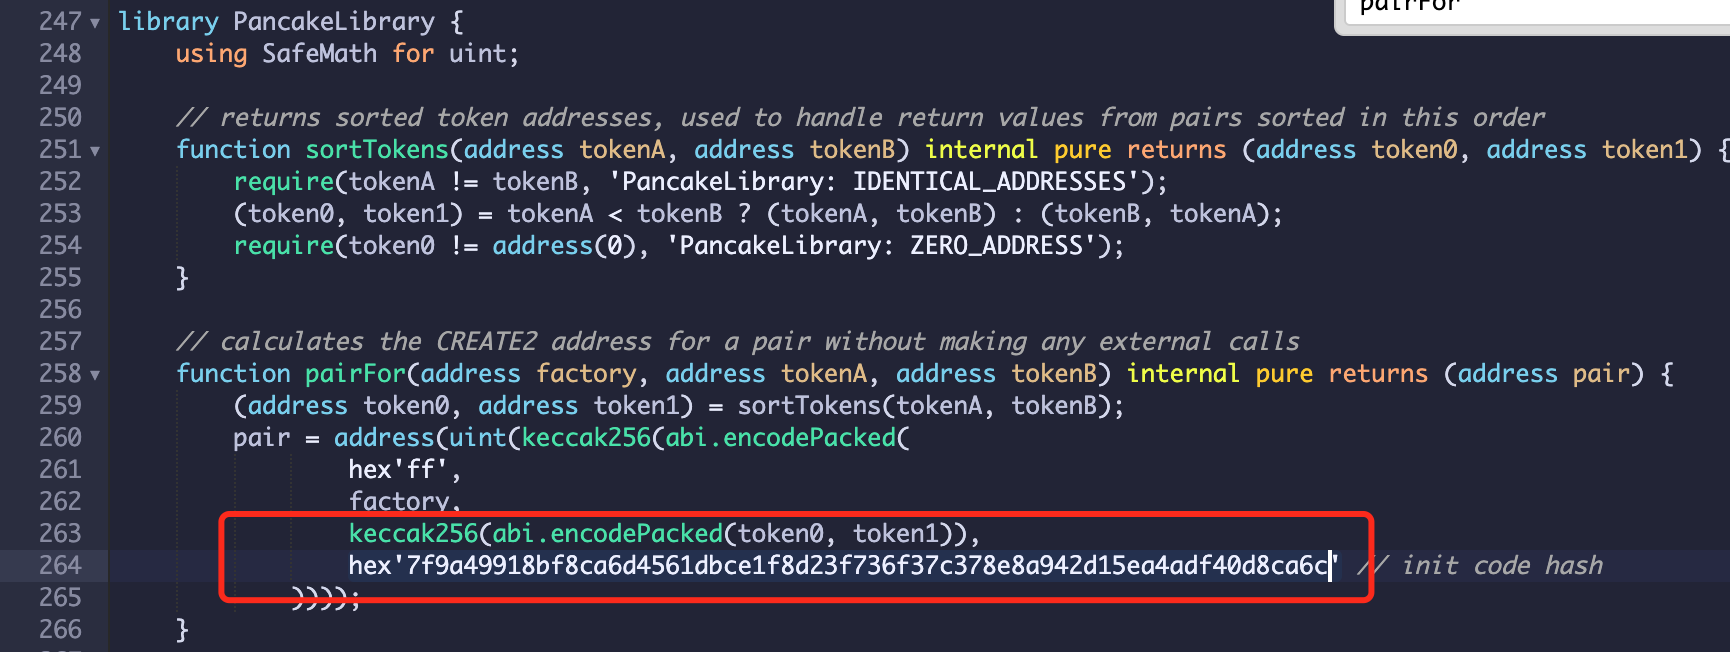 pairFor
247 library PancakeLibrary {
248 using SafeMath for uint;
249
250 // returns sorted token addresses, used to handle return values from pairs sorted in this order
251 function sortTokens(address tokenA, address tokenB) internal pure returns (address token0, address token1) {
252 require(tokenA != tokenB, 'PancakeLibrary: IDENTICAL_ADDRESSES');
253 (token0, token1) = tokenA < tokenB ? (tokenA, tokenB) : (tokenB, tokenA);
254 require(token0 != address(0), 'PancakeLibrary: ZERO_ADDRESS');
255 }
256
257 // calculates the CREATE2 address for a pair without making any external calls
258 function pairFor(address factory, address tokenA, address tokenB) internal pure returns (address pair) {
259 (address token0, address token1) = sortTokens(tokenA, tokenB);
260 pair = address(uint(keccak256(abi.encodePacked(
261 hex'ff',
262 factory,
263 keccak256(abi.encodePacked(token0, token1)),
264 hex'7f9a49918bf8ca6d4561dbce1f8d23f736f37c378e8a942d15ea4adf40d8ca6c' // init code hash
265 ))));
266 }